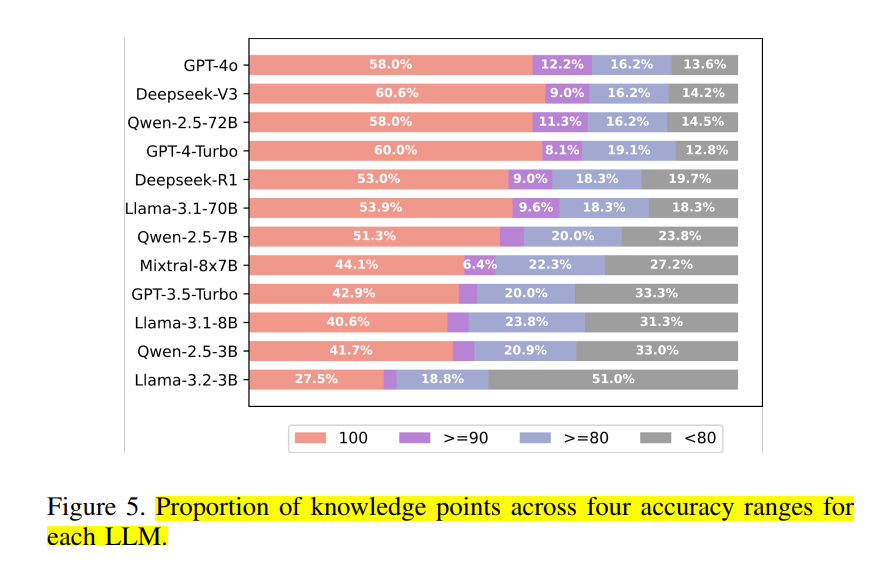 GPT-4o 58.0% 12.2% 16.2% 13.6%
Deepseek-V3 60.6% 9.0% 16.2% 14.2%
Qwen-2.5-72B 58.0% 11.3% 16.2% 14.5%
GPT-4-Turbo 60.0% 8.1% 19.1% 12.8%
Deepseek-R1 53.0% 9.0% 18.3% 19.7%
Llama-3.1-70B 53.9% 9.6% 18.3% 18.3%
Qwen-2.5-7B 51.3% 20.0% 23.8%
Mixtral-8x7B 44.1% 6.4% 22.3% 27.2%
GPT-3.5-Turbo 42.9% 20.0% 33.3%
Llama-3.1-8B 40.6% 23.8% 31.3%
Qwen-2.5-3B 41.7% 20.9% 33.0%
Llama-3.2-3B 27.5% 18.8% 51.0%
100 >=90 >=80 <80
Figure 5. Proportion of knowledge points across four accuracy ranges for
each LLM.